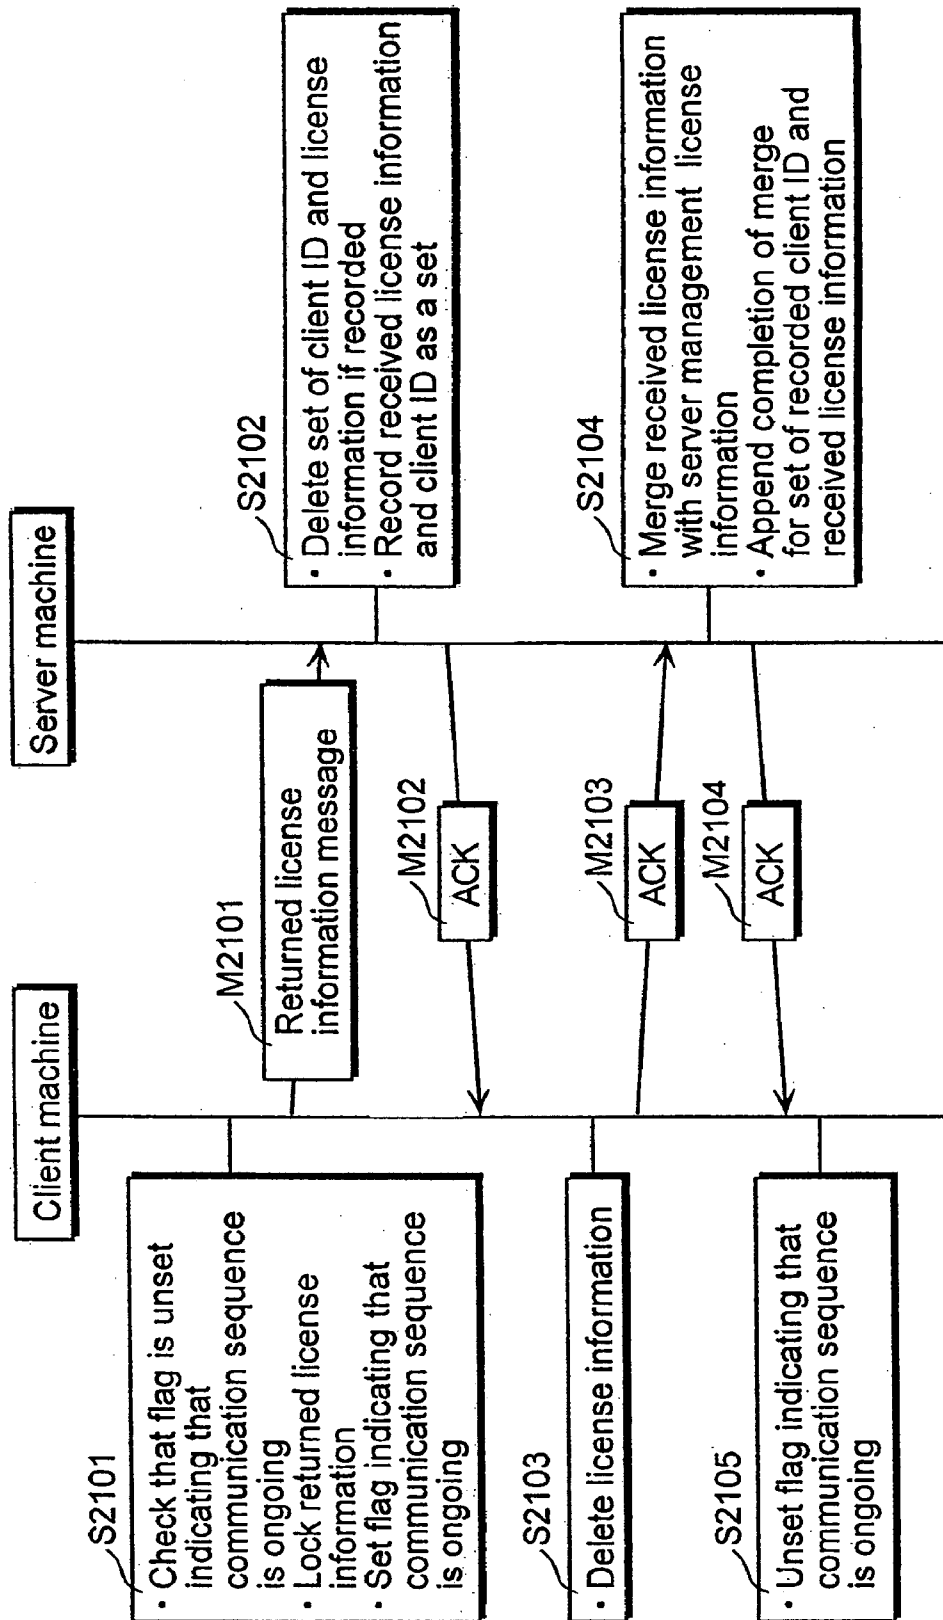 Client machine
Server machine
S2101
· Check that flag is unset
indicating that
communication sequence
is ongoing
· Lock returned license
information
· Set flag indicating that
communication sequence
is ongoing
M2101
Returned license
information message
S2102
· Delete set of client ID and license
information if recorded
· Record received license information
and client ID as a set
M2102
ACK
S2103
· Delete license information
M2103
ACK
S2104
· Merge received license information
with server management license
information
· Append completion of merge
for set of recorded client ID and
received license information
M2104
ACK
S2105
· Unset flag indicating that
communication sequence
is ongoing